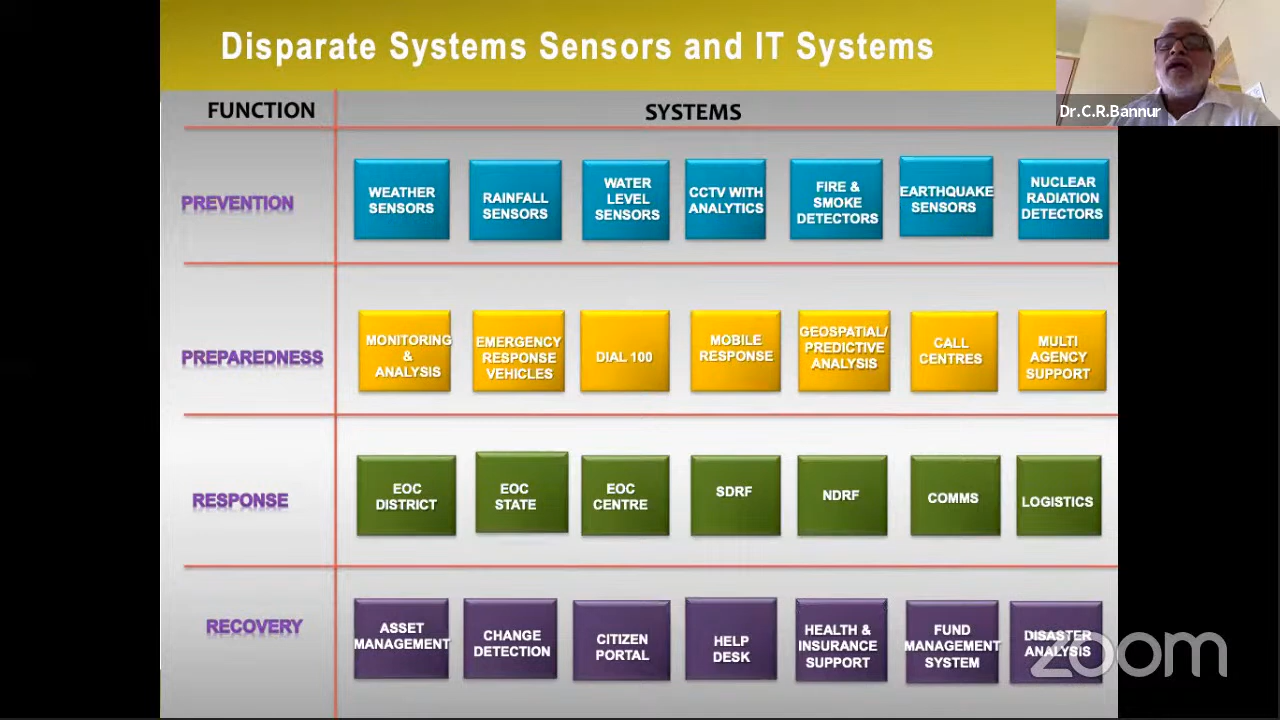 Disparate Systems Sensors and IT Systems
Dr.C.R.Bannur
FUNCTION
SYSTEMS
PREVENTION
WEATHER
SENSORS
RAINFALL
SENSORS
WATER
LEVEL
SENSORS
CCTV WITH
ANALYTICS
FIRE &
SMOKE
DETECTORS
EARTHQUAKE
SENSORS
NUCLEAR
RADIATION
DETECTORS
PREPAREDNESS
MONITORING
&
ANALYSIS
EMERGENCY
RESPONSE
VEHICLES
DIAL 100
MOBILE
RESPONSE
GEOSPATIAL/
PREDICTIVE
ANALYSIS
CALL
CENTRES
MULTI
AGENCY
SUPPORT
RESPONSE
EOC
DISTRICT
EOC
STATE
EOC
CENTRE
SDRF
NDRF
COMMS
LOGISTICS
RECOVERY
ASSET
MANAGEMENT
CHANGE
DETECTION
CITIZEN
PORTAL
HELP
DESK
HEALTH &
INSURANCE
SUPPORT
FUND
MANAGEMENT
SYSTEM
DISASTER
ANALYSIS
zoom